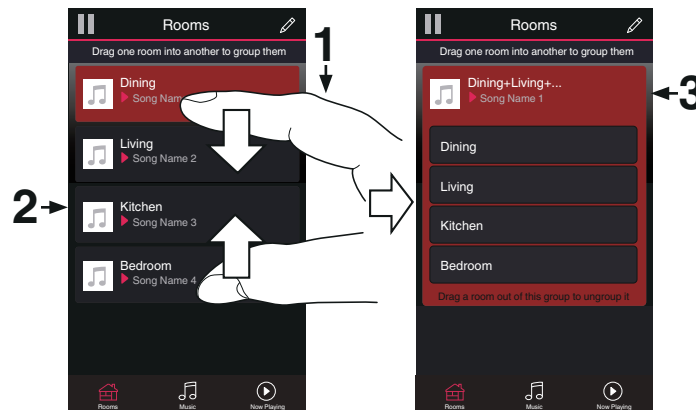 Rooms
Drag one room into another to group them
1
Dining
Song Nam
Living
Song Name 2
2
Kitchen
Song Name 3
Bedroom
Song Name 4
Rooms
Music
Now Playing
Rooms
Drag one room into another to group them
Dining+Living+...
Song Name 1
3
Dining
Living
Kitchen
Bedroom
Drag a room out of this group to ungroup it
Rooms
Music
Now Playing